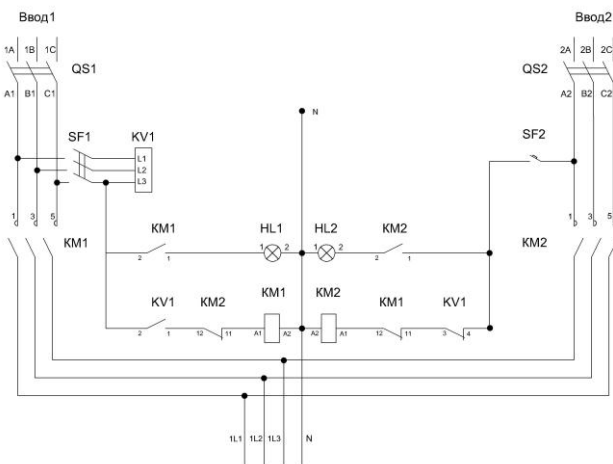 Ввод1 Ввод2
1A 1B 1C 2A 2B 2C
QS1 QS2
A1 B1 C1 A2 B2 C2
N
SF1 KV1 SF2
L1
L2
L3
1 3 5 1 3 5
KM1 HL1 HL2 KM2
KM1 KM2
2 1 1 2 1 2 2 1
KV1 KM2 KM1 KM2 KM1 KV1
2 1 12 11 A1 A2 A2 A1 12 11 3 4
1L1 1L2 1L3 N